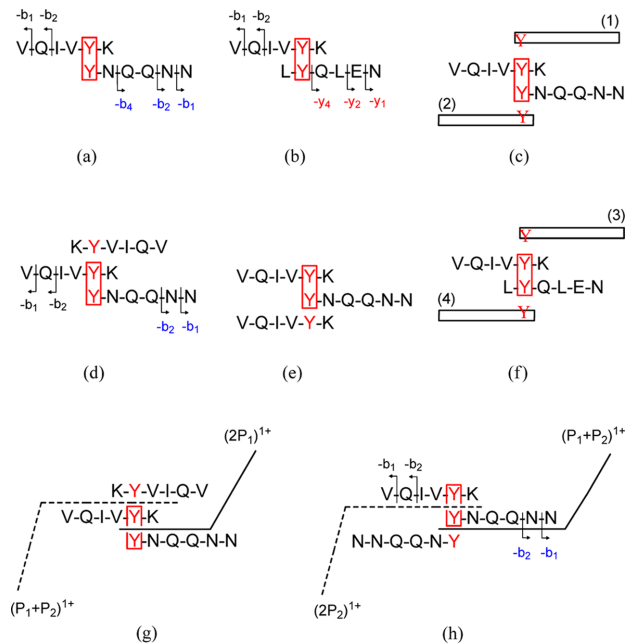 -b1 -b2
V-Q-I-V-Y-K
Y-N-Q-Q-N-N
-b4 -b2 -b1
(a)
-b1 -b2
V-Q-I-V-Y-K
L-Y-Q-L-E-N
-y4 -y2 -y1
(b)
(1)
Y
V-Q-I-V-Y-K
Y-N-Q-Q-N-N
(2)
Y
(c)
K-Y-V-I-Q-V
V-Q-I-V-Y-K
-b1 -b2
Y-N-Q-Q-N-N
-b2 -b1
(d)
V-Q-I-V-Y-K
Y-N-Q-Q-N-N
V-Q-I-V-Y-K
(e)
(3)
Y
V-Q-I-V-Y-K
L-Y-Q-L-E-N
(4)
Y
(f)
(2P1)1+
K-Y-V-I-Q-V
V-Q-I-V-Y-K
Y-N-Q-Q-N-N
(P1+P2)1+
(g)
(P1+P2)1+
-b1 -b2
V-Q-I-V-Y-K
Y-N-Q-Q-N-N
-b2 -b1
N-N-Q-Q-N-Y
(2P2)1+
(h)